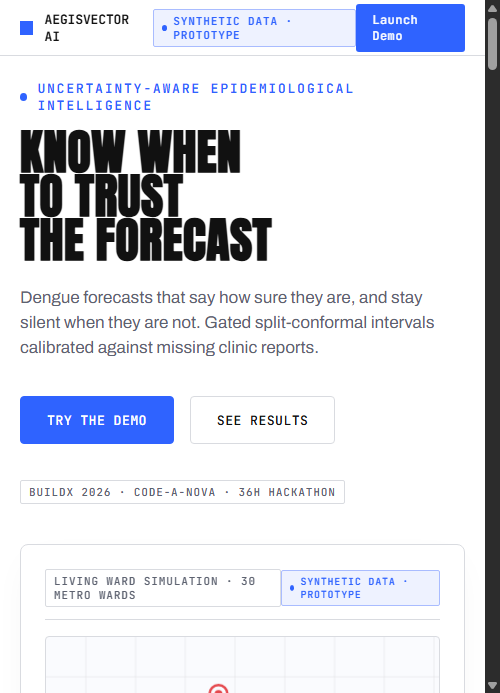 AEGISVECTOR
AI
SYNTHETIC DATA ·
PROTOTYPE
Launch
Demo
UNCERTAINTY-AWARE EPIDEMIOLOGICAL
INTELLIGENCE
KNOW WHEN
TO TRUST
THE FORECAST
Dengue forecasts that say how sure they are, and stay
silent when they are not. Gated split-conformal intervals
calibrated against missing clinic reports.
TRY THE DEMO
SEE RESULTS
BUILDX 2026 · CODE-A-NOVA · 36H HACKATHON
LIVING WARD SIMULATION · 30
METRO WARDS
SYNTHETIC DATA ·
PROTOTYPE